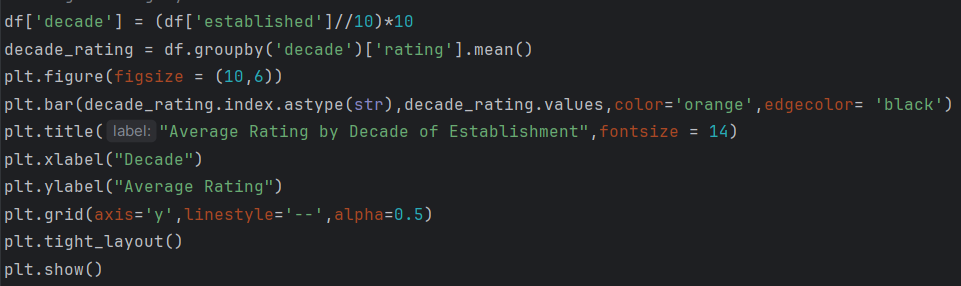 df['decade'] = (df['established']//10)*10
decade_rating = df.groupby('decade')['rating'].mean()
plt.figure(figsize = (10,6))
plt.bar(decade_rating.index.astype(str),decade_rating.values,color='orange',edgecolor= 'black')
plt.title( label: "Average Rating by Decade of Establishment",fontsize = 14)
plt.xlabel("Decade")
plt.ylabel("Average Rating")
plt.grid(axis='y',linestyle='--',alpha=0.5)
plt.tight_layout()
plt.show()